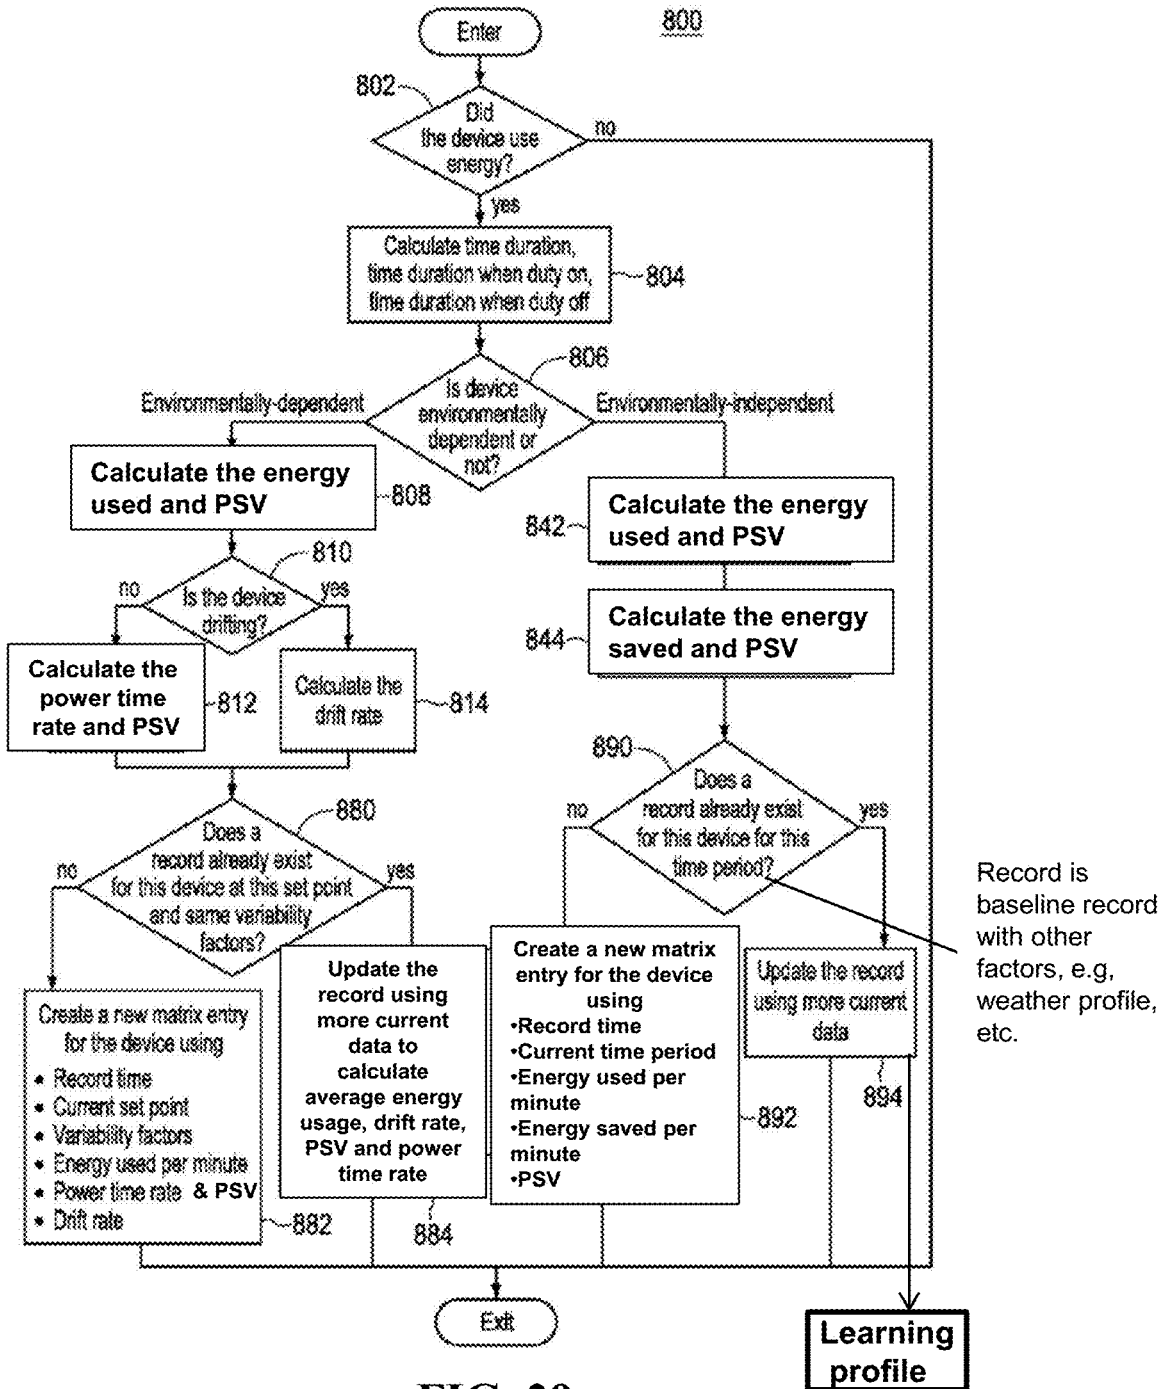 800
Enter
802
Did
the device use
energy?
no
yes
Calculate time duration,
time duration when duty on,
time duration when duty off
804
806
Is device
environmentally
dependent or
not?
Environmentally-dependent
Environmentally-independent
Calculate the energy
used and PSV
808
810
Is the device
drifting?
no
yes
Calculate the
power time
rate and PSV
812
Calculate the
drift rate
814
880
Does a
record already exist
for this device at this set point
and same variability
factors?
no
yes
Create a new matrix entry
for the device using
• Record time
• Current set point
• Variability factors
• Energy used per minute
• Power time rate & PSV
• Drift rate
882
Update the
record using
more current
data to
calculate
average energy
usage, drift rate,
PSV and power
time rate
884
842
Calculate the energy
used and PSV
844
Calculate the energy
saved and PSV
890
Does a
record already exist
for this device for this
time period?
no
yes
Create a new matrix
entry for the device
using
•Record time
•Current time period
•Energy used per
minute
•Energy saved per
minute
•PSV
892
Update the record
using more current
data
894
Record is
baseline record
with other
factors, e.g,
weather profile,
etc.
Exit
Learning
profile